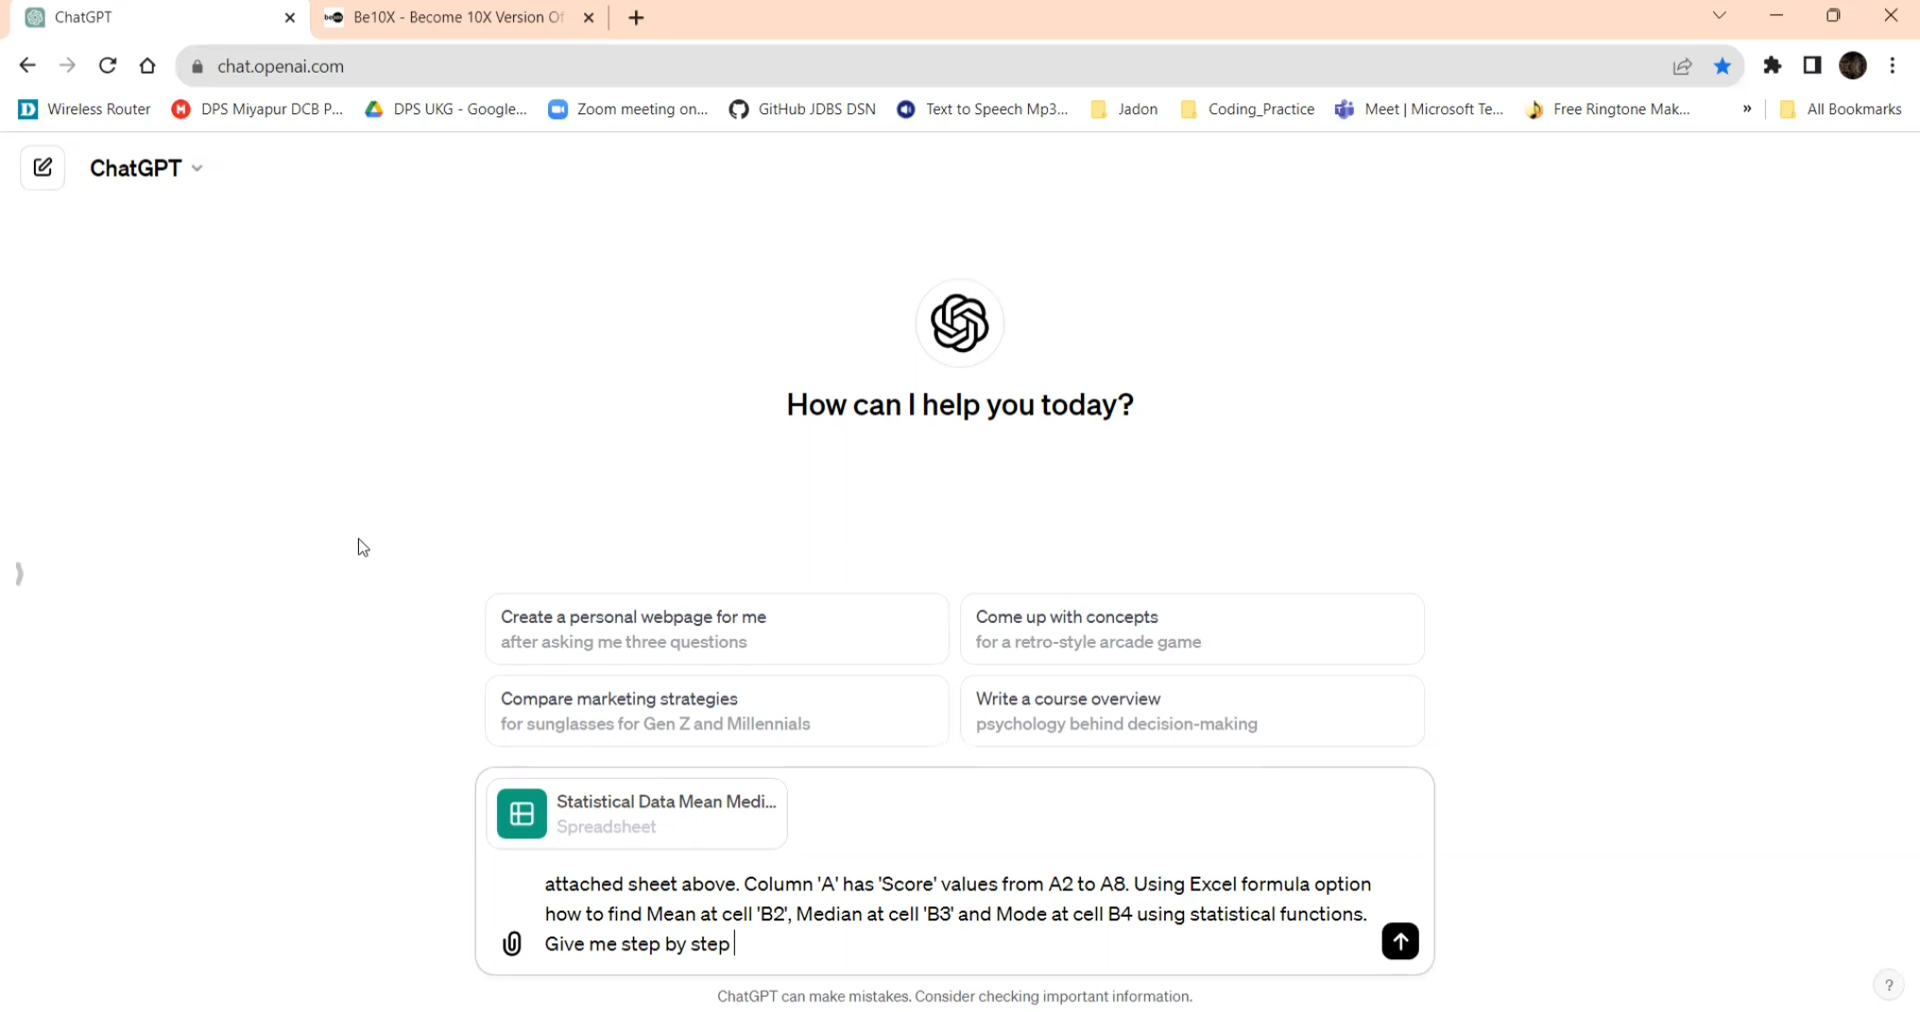 ChatGPT
Be10X - Become 10X Version Of
chat.openai.com
Wireless Router
DPS Miyapur DCB P...
DPS UKG - Google...
Zoom meeting on...
GitHub JDBS DSN
Text to Speech Mp3...
Jadon
Coding_Practice
Meet | Microsoft Te...
Free Ringtone Mak...
»
All Bookmarks
ChatGPT
How can I help you today?
Create a personal webpage for me
after asking me three questions
Come up with concepts
for a retro-style arcade game
Compare marketing strategies
for sunglasses for Gen Z and Millennials
Write a course overview
psychology behind decision-making
Statistical Data Mean Medi...
Spreadsheet
attached sheet above. Column 'A' has 'Score' values from A2 to A8. Using Excel formula option
how to find Mean at cell 'B2', Median at cell 'B3' and Mode at cell B4 using statistical functions.
Give me step by step
ChatGPT can make mistakes. Consider checking important information.
?